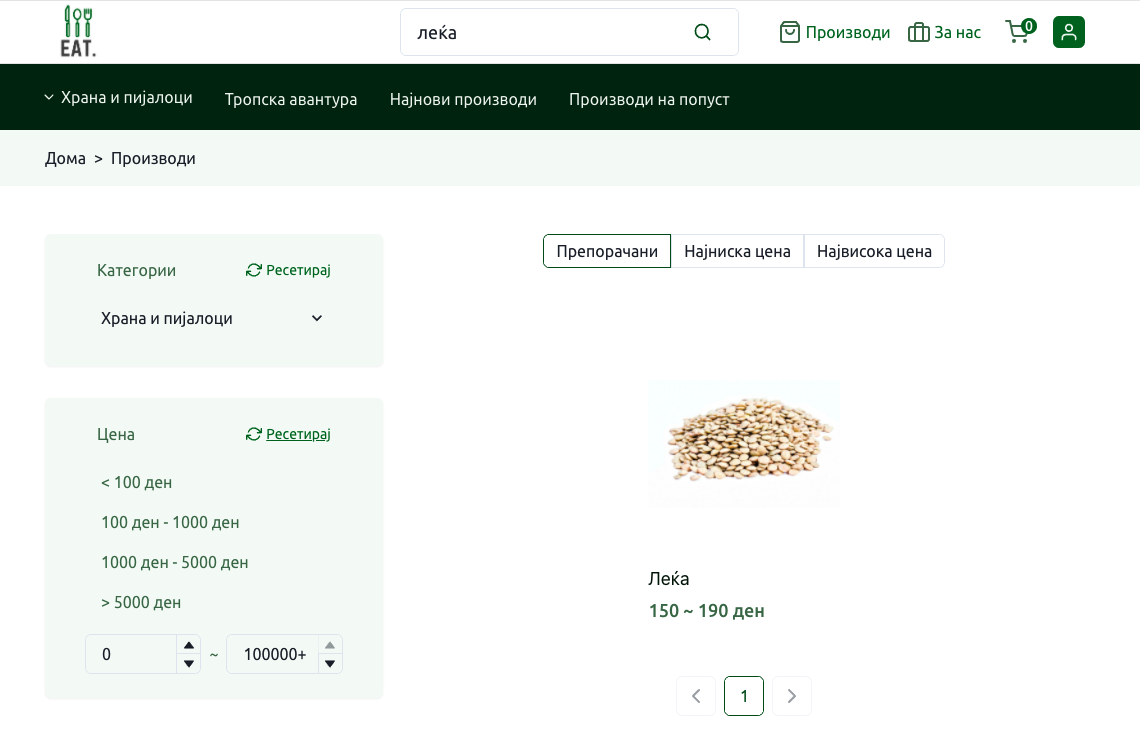 EAT.
леќа
Производи
За нас
0
Храна и пијалоци
Тропска авантура
Најнови производи
Производи на попуст
Дома > Производи
Категории
Ресетирај
Храна и пијалоци
Цена
Ресетирај
< 100 ден
100 ден - 1000 ден
1000 ден - 5000 ден
> 5000 ден
0 ~ 100000+
Препорачани
Најниска цена
Највисока цена
Леќа
150 ~ 190 ден
1